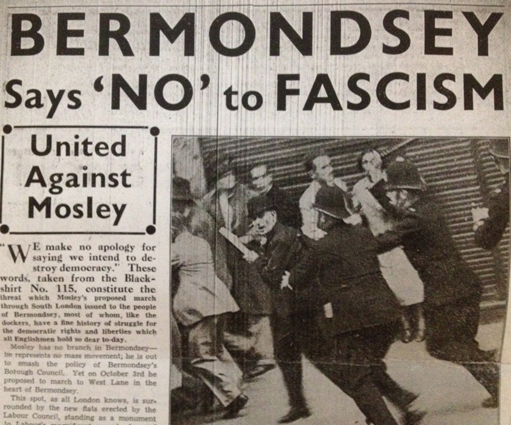 BERMONDSEY
Says 'NO' to FASCISM
United
Against
Mosley
"WE make no apology for
saying we intend to de-
stroy democracy." These
words, taken from the Black-
shirt No. 115, constitute the
threat which Mosley's proposed march
through South London issued to the people
of Bermondsey, most of whom, like the
dockers, have a fine history of struggle for
the democratic rights and liberties which
all Englishmen hold so dear to-day.
Mosley has no branch in Bermondsey—
he represents no mass movement; he is out
to smash the policy of Bermondsey's
Borough Council. Yet on October 3rd he
proposed to march to West Lane in the
heart of Bermondsey.
This spot, as all London knows, is sur-
rounded by the new flats erected by the
Labour Council, standing as a monument